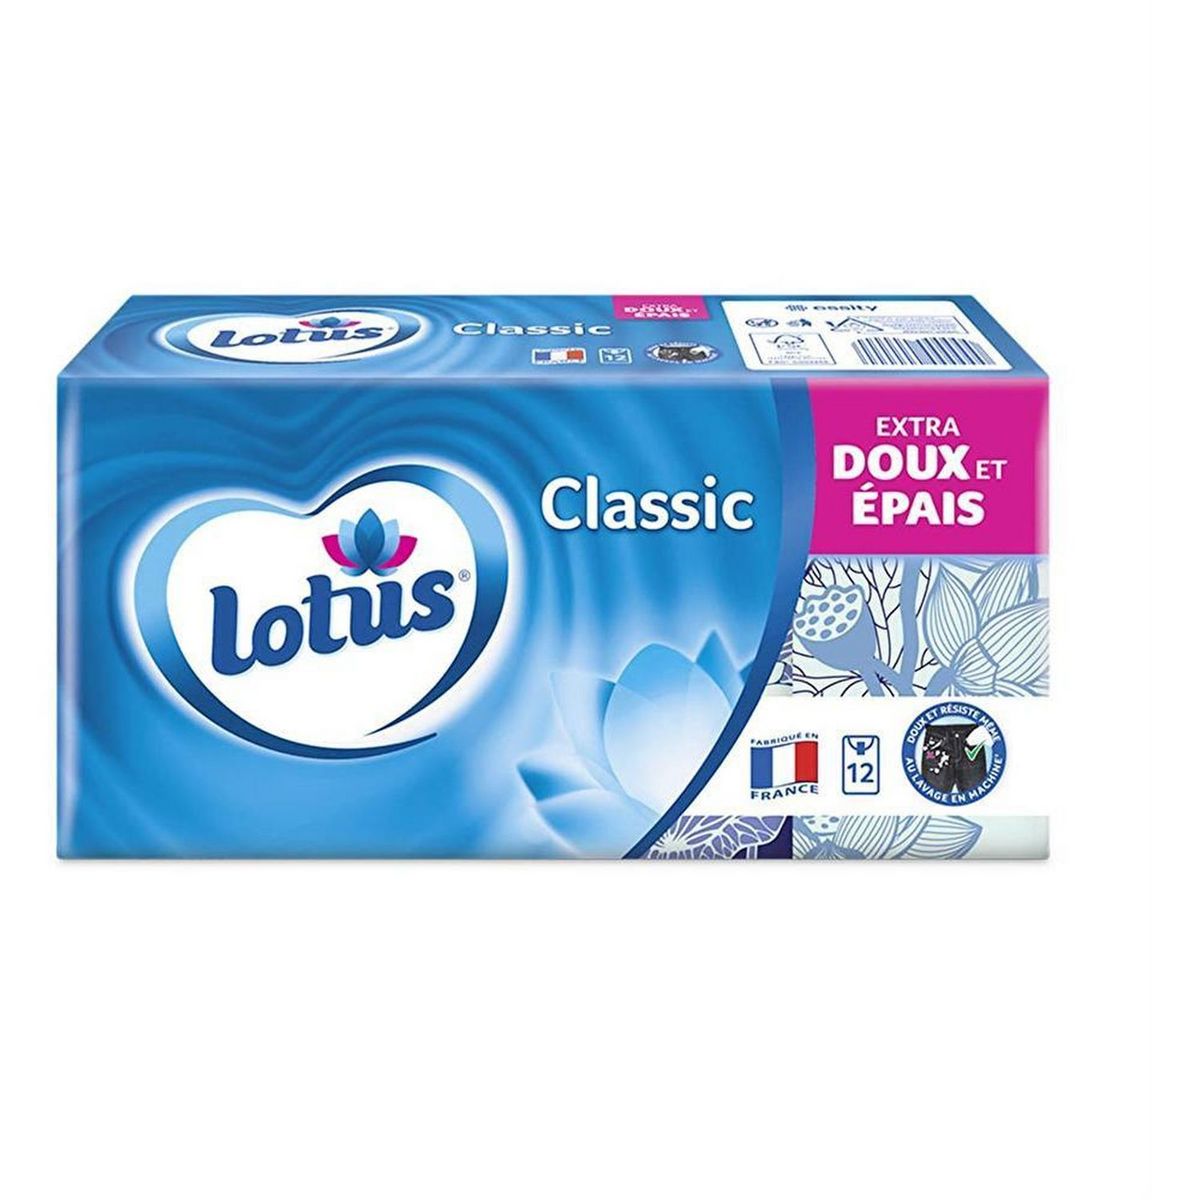 lotus
Classic
EXTRA
DOUX ET
ÉPAIS
12
essity
FSC
EXTRA
DOUX ET
ÉPAIS
Classic
lotus®
FABRIQUÉ EN
FRANCE
12
DOUX ET RÉSISTE MÊME
AU LAVAGE EN MACHINE*